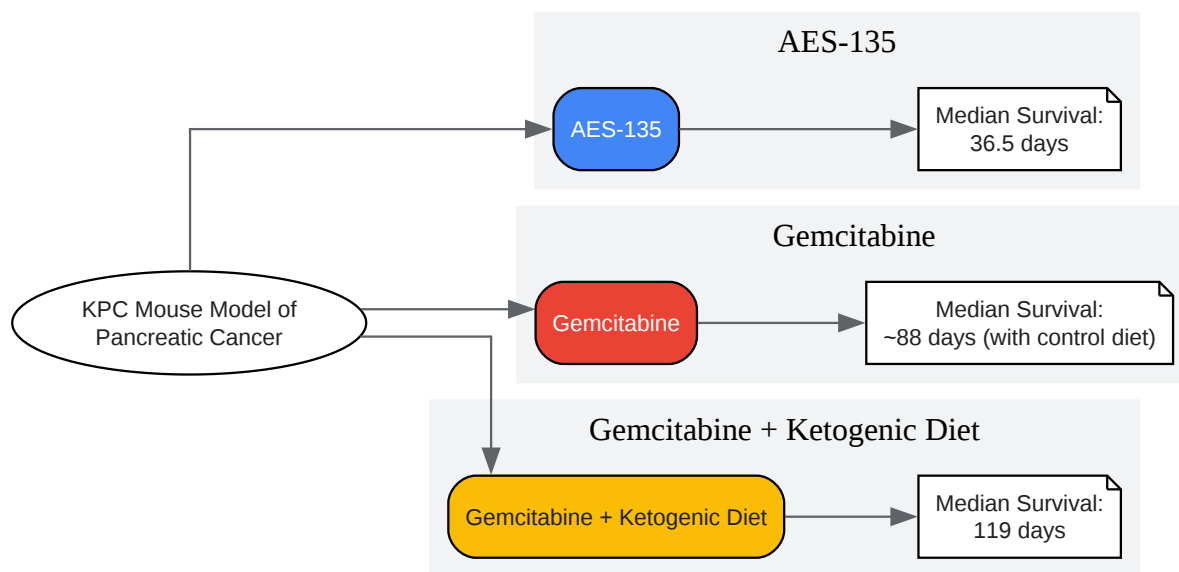 AES-135
AES-135
Median Survival:
36.5 days
Gemcitabine
KPC Mouse Model of
Pancreatic Cancer
Gemcitabine
Median Survival:
~88 days (with control diet)
Gemcitabine + Ketogenic Diet
Gemcitabine + Ketogenic Diet
Median Survival:
119 days